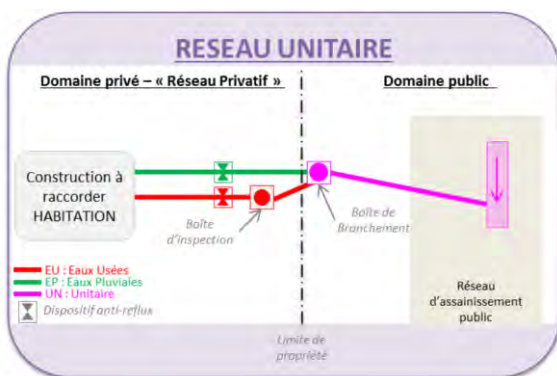 RESEAU UNITAIRE
Domaine privé – « Réseau Privatif »
Domaine public
Construction à
raccorder
HABITATION
Boîte
d'inspection
Boîte de
Branchement
EU : Eaux Usées
EP : Eaux Pluviales
UN : Unitaire
Dispositif anti-reflux
Réseau
d'assainissement
public
Limite de
propriété